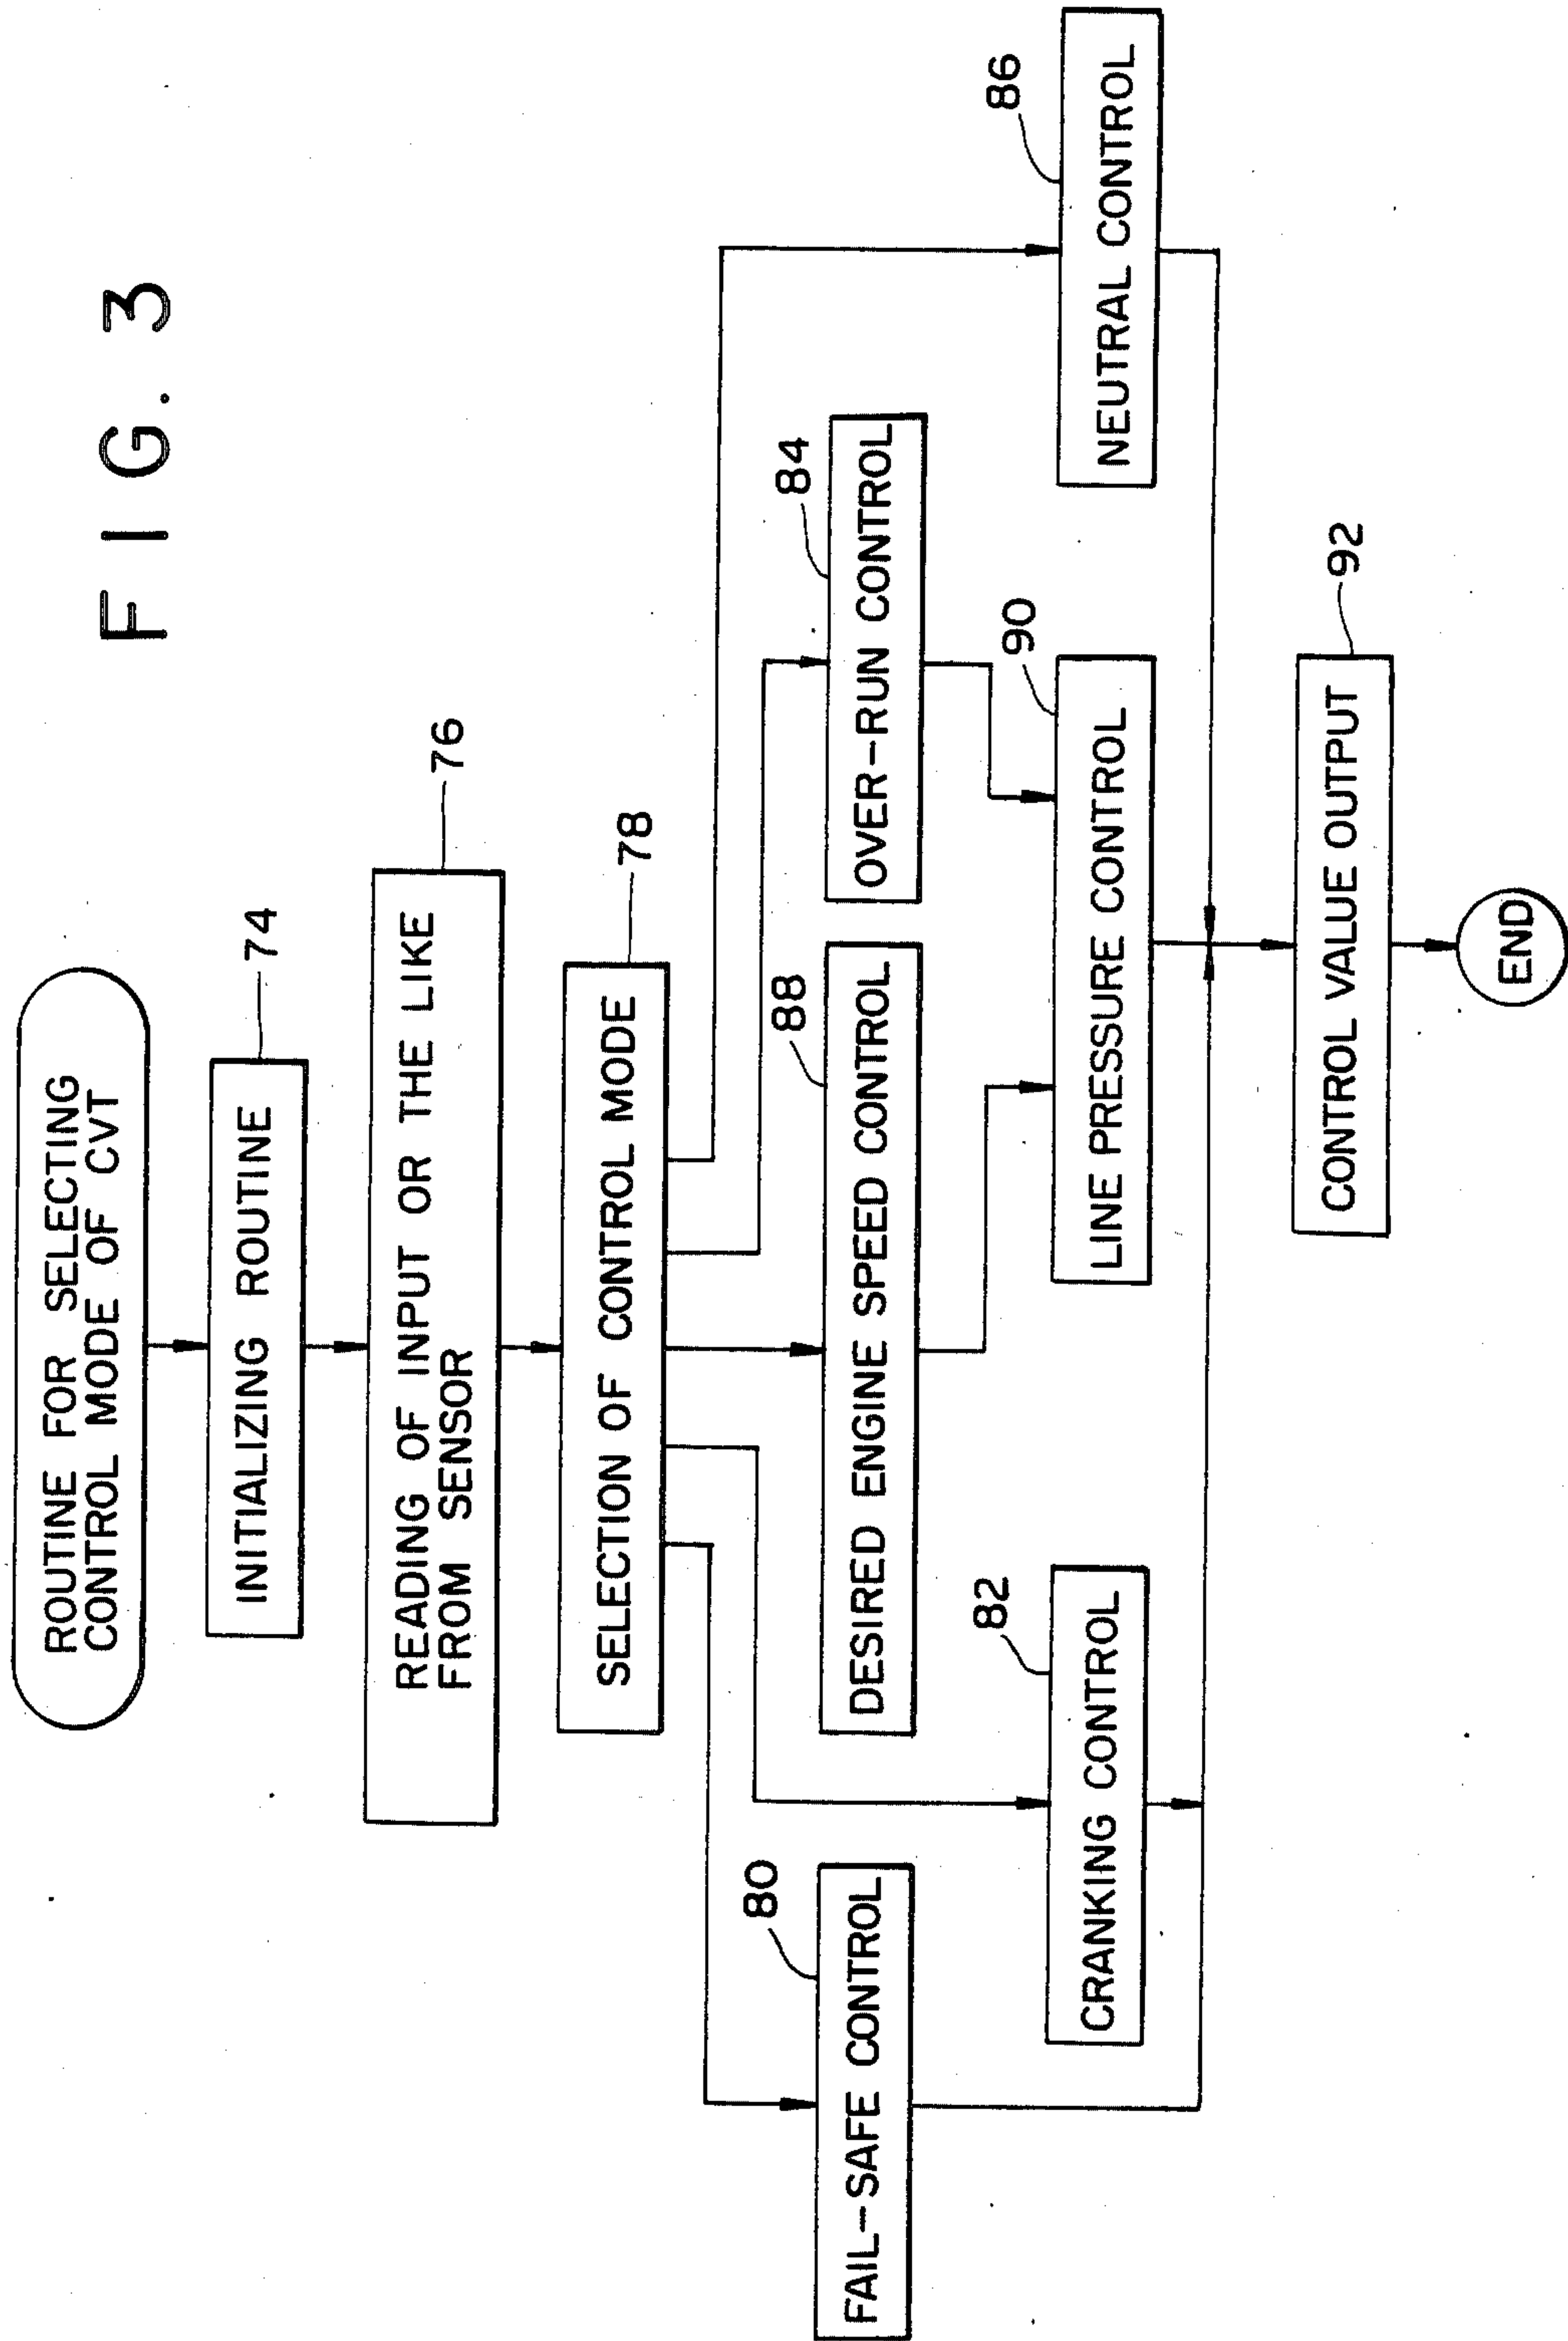 FIG. 3
ROUTINE FOR SELECTING
CONTROL MODE OF CVT
INITIALIZING ROUTINE
74
READING OF INPUT OR THE LIKE
FROM SENSOR
76
SELECTION OF CONTROL MODE
78
80
FAIL-SAFE CONTROL
88
DESIRED ENGINE SPEED CONTROL
84
OVER-RUN CONTROL
82
CRANKING CONTROL
90
LINE PRESSURE CONTROL
86
NEUTRAL CONTROL
CONTROL VALUE OUTPUT
92
END